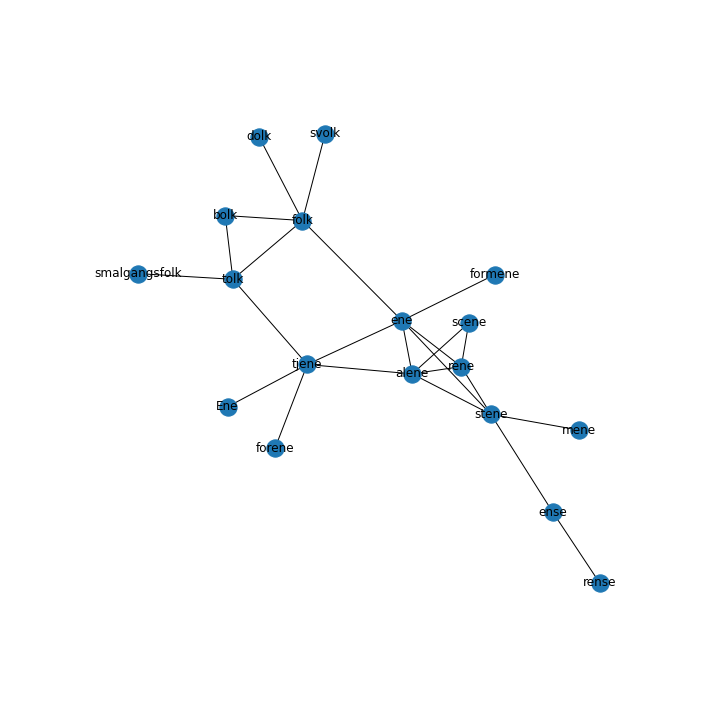 dolk
svolk
bolk
folk
smalgangsfolk
tolk
formene
ene
scene
tjene
alene
rene
Ene
stene
mene
forene
ense
rense